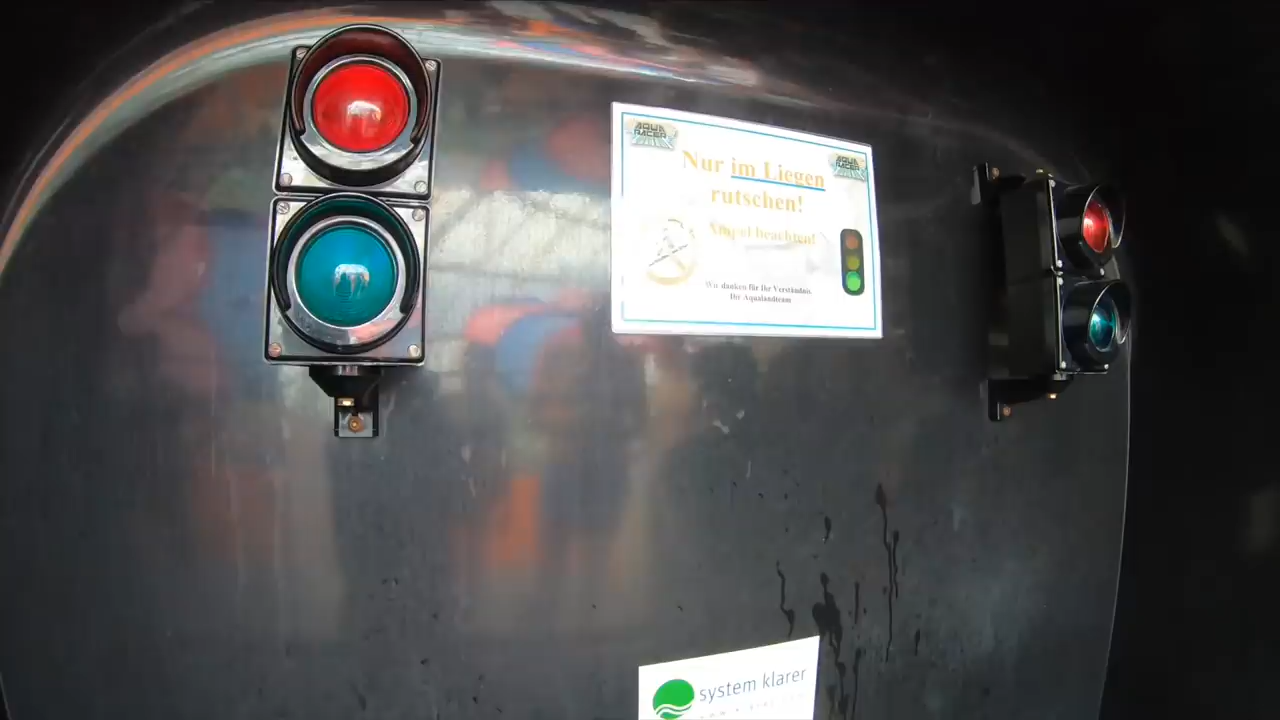 AQUA
RACER
AQUA
RACER
Nur im Liegen
rutschen!
Ampel beachten!
Wir danken für Ihr Verständnis.
Ihr Aqualandteam
system klarer